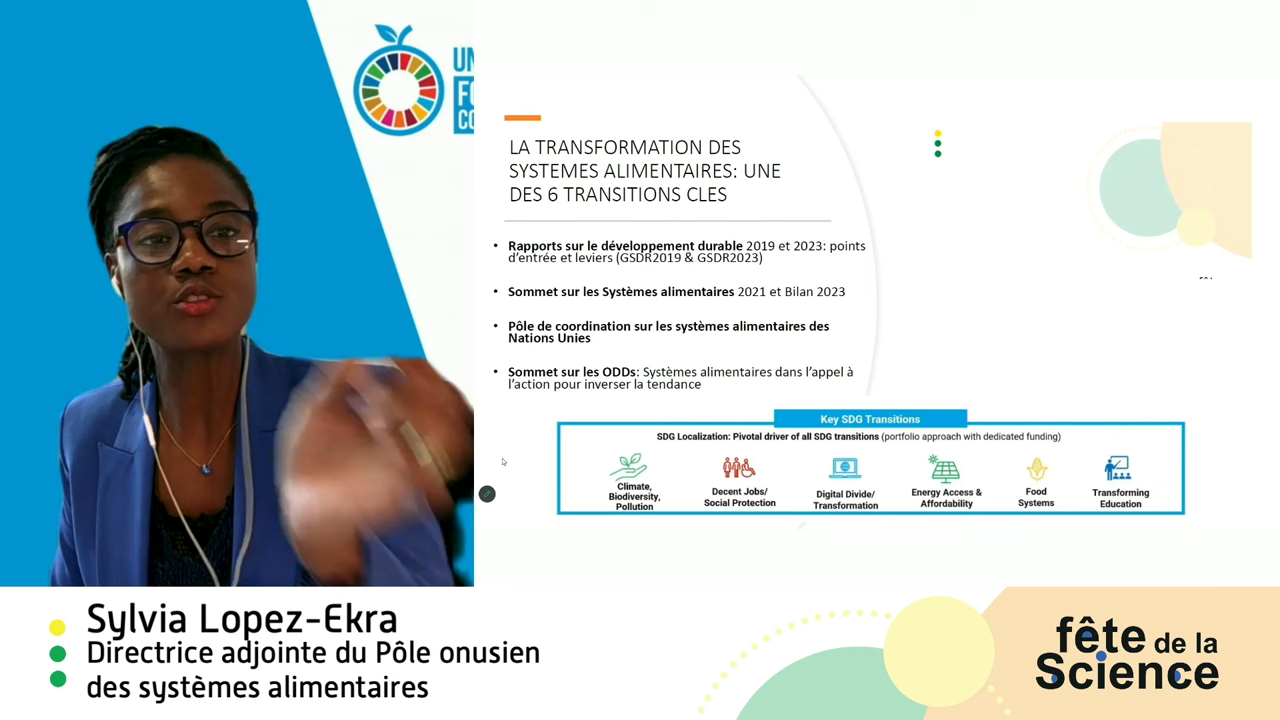 LA TRANSFORMATION DES
SYSTEMES ALIMENTAIRES: UNE
DES 6 TRANSITIONS CLES
• Rapports sur le développement durable 2019 et 2023: points
d'entrée et leviers (GSDR2019 & GSDR2023)
• Sommet sur les Systèmes alimentaires 2021 et Bilan 2023
• Pôle de coordination sur les systèmes alimentaires des
Nations Unies
• Sommet sur les ODDs: Systèmes alimentaires dans l'appel à
l'action pour inverser la tendance
Key SDG Transitions
SDG Localization: Pivotal driver of all SDG transitions (portfolio approach with dedicated funding)
Climate,
Biodiversity,
Pollution
Decent Jobs/
Social Protection
Digital Divide/
Transformation
Energy Access &
Affordability
Food
Systems
Transforming
Education
Sylvia Lopez-Ekra
Directrice adjointe du Pôle onusien
des systèmes alimentaires
fête de la
Science